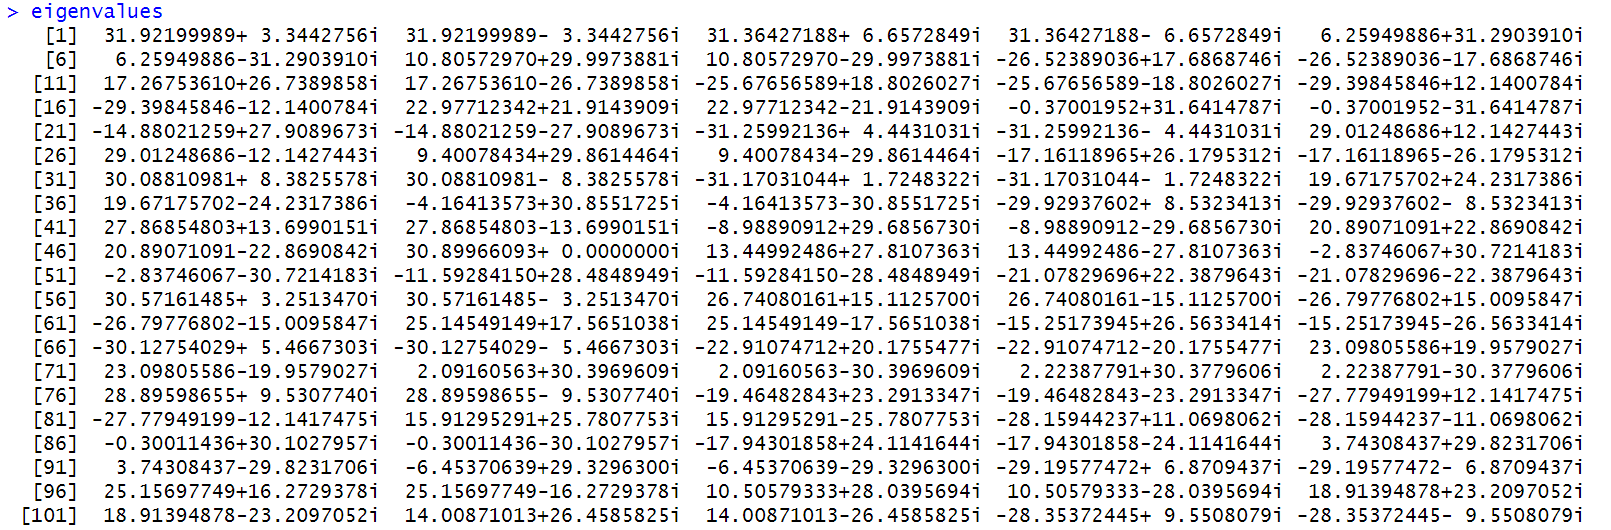 > eigenvalues
[1] 31.92199989+ 3.3442756i 31.92199989- 3.3442756i 31.36427188+ 6.6572849i 31.36427188- 6.6572849i 6.25949886+31.2903910i
[6] 6.25949886-31.2903910i 10.80572970+29.9973881i 10.80572970-29.9973881i -26.52389036+17.6868746i -26.52389036-17.6868746i
[11] 17.26753610+26.7389858i 17.26753610-26.7389858i -25.67656589+18.8026027i -25.67656589-18.8026027i -29.39845846+12.1400784i
[16] -29.39845846-12.1400784i 22.97712342+21.9143909i 22.97712342-21.9143909i -0.37001952+31.6414787i -0.37001952-31.6414787i
[21] -14.88021259+27.9089673i -14.88021259-27.9089673i -31.25992136+ 4.4431031i -31.25992136- 4.4431031i 29.01248686+12.1427443i
[26] 29.01248686-12.1427443i 9.40078434+29.8614464i 9.40078434-29.8614464i -17.16118965+26.1795312i -17.16118965-26.1795312i
[31] 30.08810981+ 8.3825578i 30.08810981- 8.3825578i -31.17031044+ 1.7248322i -31.17031044- 1.7248322i 19.67175702+24.2317386i
[36] 19.67175702-24.2317386i -4.16413573+30.8551725i -4.16413573-30.8551725i -29.92937602+ 8.5323413i -29.92937602- 8.5323413i
[41] 27.86854803+13.6990151i 27.86854803-13.6990151i -8.98890912+29.6856730i -8.98890912-29.6856730i 20.89071091+22.8690842i
[46] 20.89071091-22.8690842i 30.89966093+ 0.0000000i 13.44992486+27.8107363i 13.44992486-27.8107363i -2.83746067+30.7214183i
[51] -2.83746067-30.7214183i -11.59284150+28.4848949i -11.59284150-28.4848949i -21.07829696+22.3879643i -21.07829696-22.3879643i
[56] 30.57161485+ 3.2513470i 30.57161485- 3.2513470i 26.74080161+15.1125700i 26.74080161-15.1125700i -26.79776802+15.0095847i
[61] -26.79776802-15.0095847i 25.14549149+17.5651038i 25.14549149-17.5651038i -15.25173945+26.5633414i -15.25173945-26.5633414i
[66] -30.12754029+ 5.4667303i -30.12754029- 5.4667303i -22.91074712+20.1755477i -22.91074712-20.1755477i 23.09805586+19.9579027i
[71] 23.09805586-19.9579027i 2.09160563+30.3969609i 2.09160563-30.3969609i 2.22387791+30.3779606i 2.22387791-30.3779606i
[76] 28.89598655+ 9.5307740i 28.89598655- 9.5307740i -19.46482843+23.2913347i -19.46482843-23.2913347i -27.77949199+12.1417475i
[81] -27.77949199-12.1417475i 15.91295291+25.7807753i 15.91295291-25.7807753i -28.15944237+11.0698062i -28.15944237-11.0698062i
[86] -0.30011436+30.1027957i -0.30011436-30.1027957i -17.94301858+24.1141644i -17.94301858-24.1141644i 3.74308437+29.8231706i
[91] 3.74308437-29.8231706i -6.45370639+29.3296300i -6.45370639-29.3296300i -29.19577472+ 6.8709437i -29.19577472- 6.8709437i
[96] 25.15697749+16.2729378i 25.15697749-16.2729378i 10.50579333+28.0395694i 10.50579333-28.0395694i 18.91394878+23.2097052i
[101] 18.91394878-23.2097052i 14.00871013+26.4585825i 14.00871013-26.4585825i -28.35372445+ 9.5508079i -28.35372445- 9.5508079i